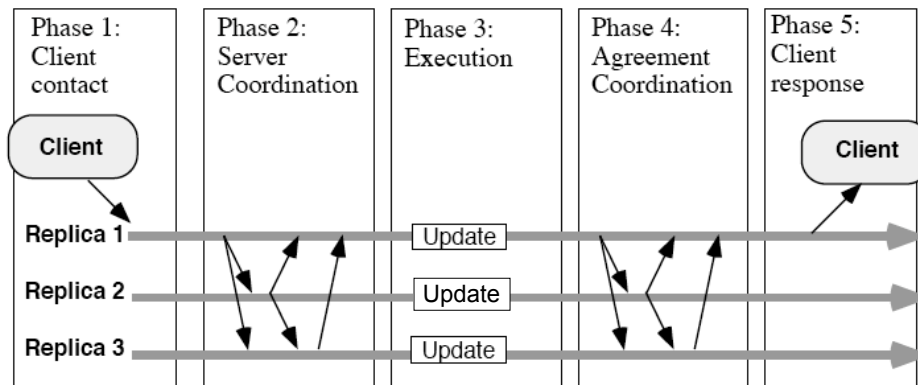 Phase 1:
Client
contact
Phase 2:
Server
Coordination
Phase 3:
Execution
Phase 4:
Agreement
Coordination
Phase 5:
Client
response
Client
Client
Replica 1
Update
Replica 2
Update
Replica 3
Update